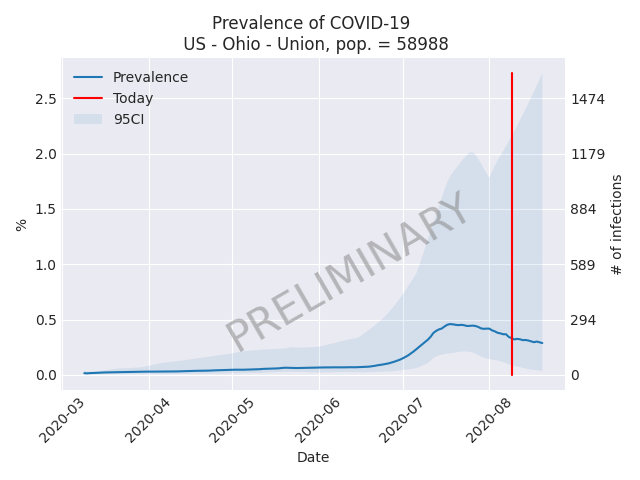 Prevalence of COVID-19
US - Ohio - Union, pop. = 58988
Prevalence
Today
95CI
2.5
2.0
1.5
1.0
0.5
0.0
%
1474
1179
884
589
294
0
# of infections
PRELIMINARY
2020-03
2020-04
2020-05
2020-06
2020-07
2020-08
Date